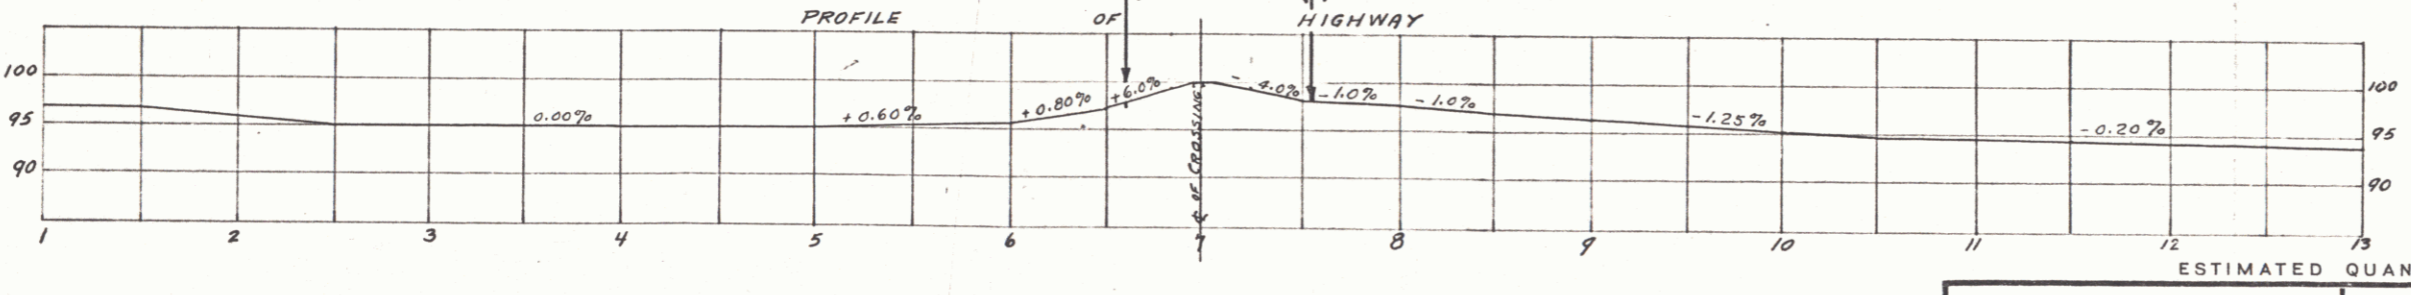 PROFILE OF HIGHWAY
100 100
95 95
90 90
0.00% +0.60% +0.80% +6.0% - 4.0% -1.0% -1.0% -1.25% -0.20%
℄ OF CROSSING
1 2 3 4 5 6 7 8 9 10 11 12 13
ESTIMATED QUAN